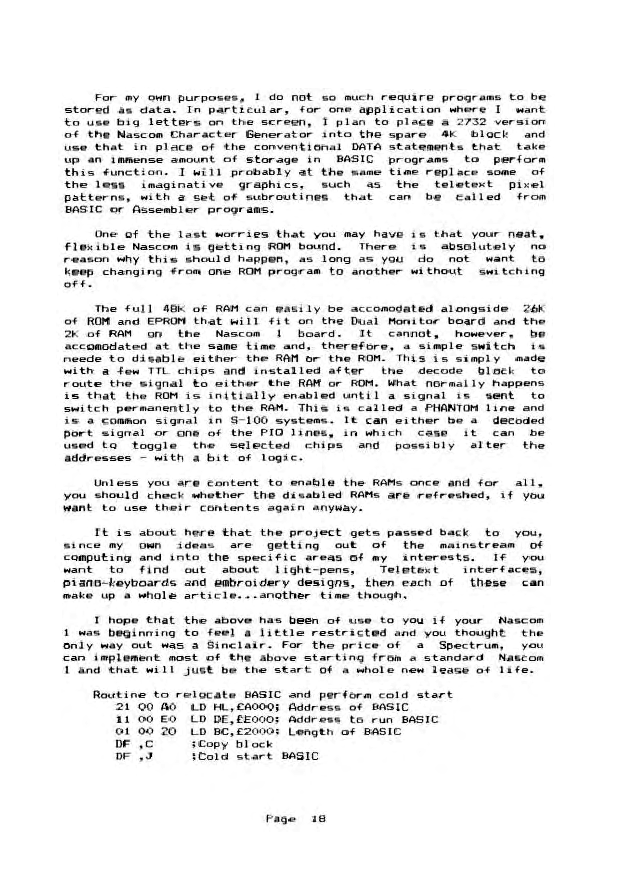 For my own purposes, I do not so much require programs to be
stored as data. In particular, for one application where I want
to use big letters on the screen, I plan to place a 2732 version
of the Nascom Character Generator into the spare 4K block and
use that in place of the conventional DATA statements that take
up an immense amount of storage in BASIC programs to perform
this function. I will probably at the same time replace some of
the less imaginative graphics, such as the teletext pixel
patterns, with a set of subroutines that can be called from
BASIC or Assembler programs.
One of the last worries that you may have is that your neat,
flexible Nascom is getting ROM bound. There is absolutely no
reason why this should happen, as long as you do not want to
keep changing from one ROM program to another without switching
off.
The full 48K of RAM can easily be accomodated alongside 26K
of ROM and EPROM that will fit on the Dual Monitor board and the
2K of RAM on the Nascom 1 board. It cannot, however, be
accomodated at the same time and, therefore, a simple switch is
neede to disable either the RAM or the ROM. This is simply made
with a few TTL chips and installed after the decode block to
route the signal to either the RAM or ROM. What normally happens
is that the ROM is initially enabled until a signal is sent to
switch permanently to the RAM. This is called a PHANTOM line and
is a common signal in S-100 systems. It can either be a decoded
port signal or one of the PIO lines, in which case it can be
used to toggle the selected chips and possibly alter the
addresses - with a bit of logic.
Unless you are content to enable the RAMs once and for all,
you should check whether the disabled RAMs are refreshed, if you
want to use their contents again anyway.
It is about here that the project gets passed back to you,
since my own ideas are getting out of the mainstream of
computing and into the specific areas of my interests. If you
want to find out about light-pens, Teletext interfaces,
piano-keyboards and embroidery designs, then each of these can
make up a whole article...another time though.
I hope that the above has been of use to you if your Nascom
1 was beginning to feel a little restricted and you thought the
only way out was a Sinclair. For the price of a Spectrum, you
can implement most of the above starting from a standard Nascom
1 and that will just be the start of a whole new lease of life.
Routine to relocate BASIC and perform cold start
21 00 A0 LD HL,£A000; Address of BASIC
11 00 E0 LD DE,£E000; Address to run BASIC
01 00 20 LD BC,£2000; Length of BASIC
DF ,C ;Copy block
DF ,J ;Cold start BASIC
Page 18